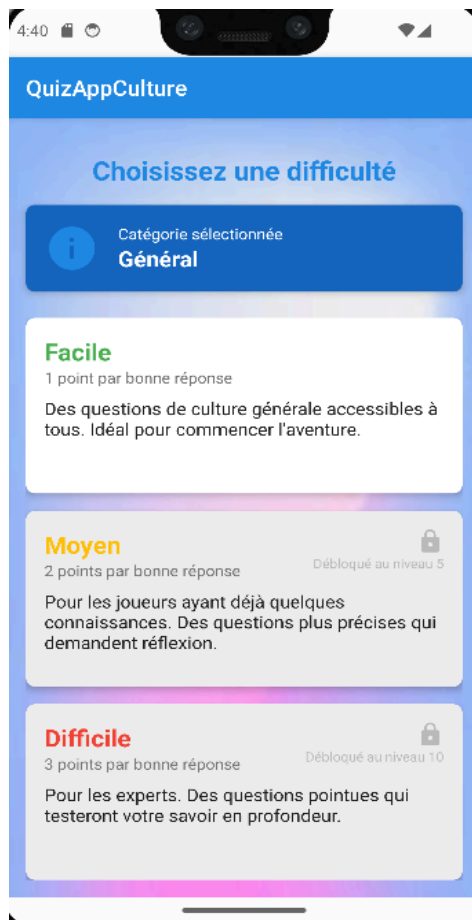 4:40
QuizAppCulture
Choisissez une difficulté
i
Catégorie sélectionnée
Général
Facile
1 point par bonne réponse
Des questions de culture générale accessibles à
tous. Idéal pour commencer l'aventure.
Moyen
Débloqué au niveau 5
2 points par bonne réponse
Pour les joueurs ayant déjà quelques
connaissances. Des questions plus précises qui
demandent réflexion.
Difficile
Débloqué au niveau 10
3 points par bonne réponse
Pour les experts. Des questions pointues qui
testeront votre savoir en profondeur.